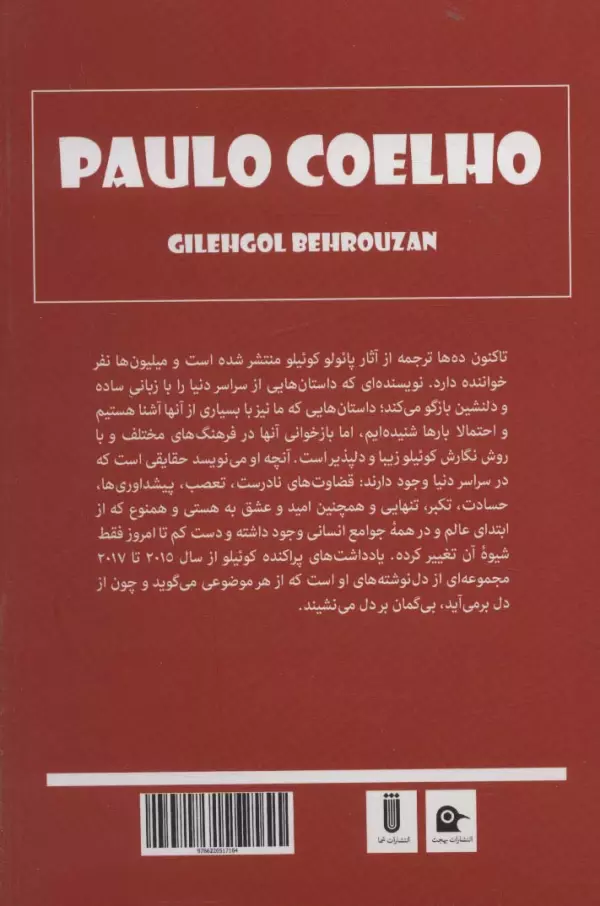 PAULO COELHO
GILEHGOL BEHROUZAN
تاکنون ده‌ها ترجمه از آثار پائولو کوئیلو منتشر شده است و میلیون‌ها نفر
خواننده دارد. نویسنده‌ای که داستان‌هایی از سراسر دنیا را با زبانی ساده
و دلنشین بازگو می‌کند؛ داستان‌هایی که ما نیز با بسیاری از آنها آشنا هستیم
و احتمالا بارها شنیده‌ایم، اما بازخوانی آنها در فرهنگ‌های مختلف و با
روش نگارش کوئیلو زیبا و دلپذیر است. آنچه او می‌نویسد حقایقی است که
در سراسر دنیا وجود دارند: قضاوت‌های نادرست، تعصب، پیشداوری‌ها،
حسادت، تکبر، تنهایی و همچنین امید و عشق به هستی و همنوع که از
ابتدای عالم و در همهٔ جوامع انسانی وجود داشته و دست کم تا امروز فقط
شیوهٔ آن تغییر کرده. یادداشت‌های پراکنده کوئیلو از سال ۲۰۱۵ تا ۲۰۱۷
مجموعه‌ای از دل‌نوشته‌های او است که از هر موضوعی می‌گوید و چون از
دل برمی‌آید، بی‌گمان بر دل می‌نشیند.
انتشارات بهجت
9786220517184